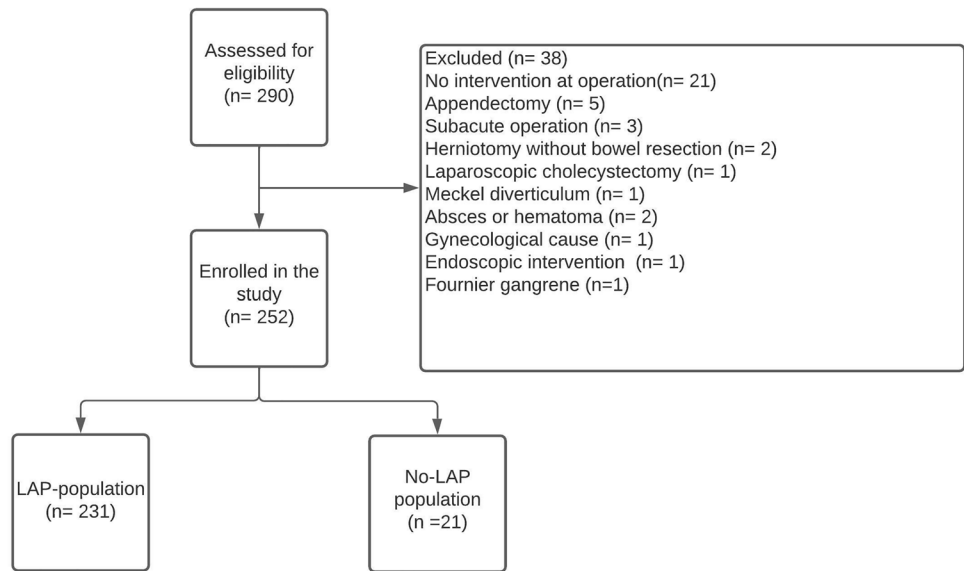 Assessed for
eligibility
(n= 290)
Excluded (n= 38)
No intervention at operation(n= 21)
Appendectomy (n= 5)
Subacute operation (n= 3)
Herniotomy without bowel resection (n= 2)
Laparoscopic cholecystectomy (n= 1)
Meckel diverticulum (n= 1)
Absces or hematoma (n= 2)
Gynecological cause (n= 1)
Endoscopic intervention  (n= 1)
Fournier gangrene (n=1)
Enrolled in the
study
(n= 252)
LAP-population
(n= 231)
No-LAP
population
(n =21)